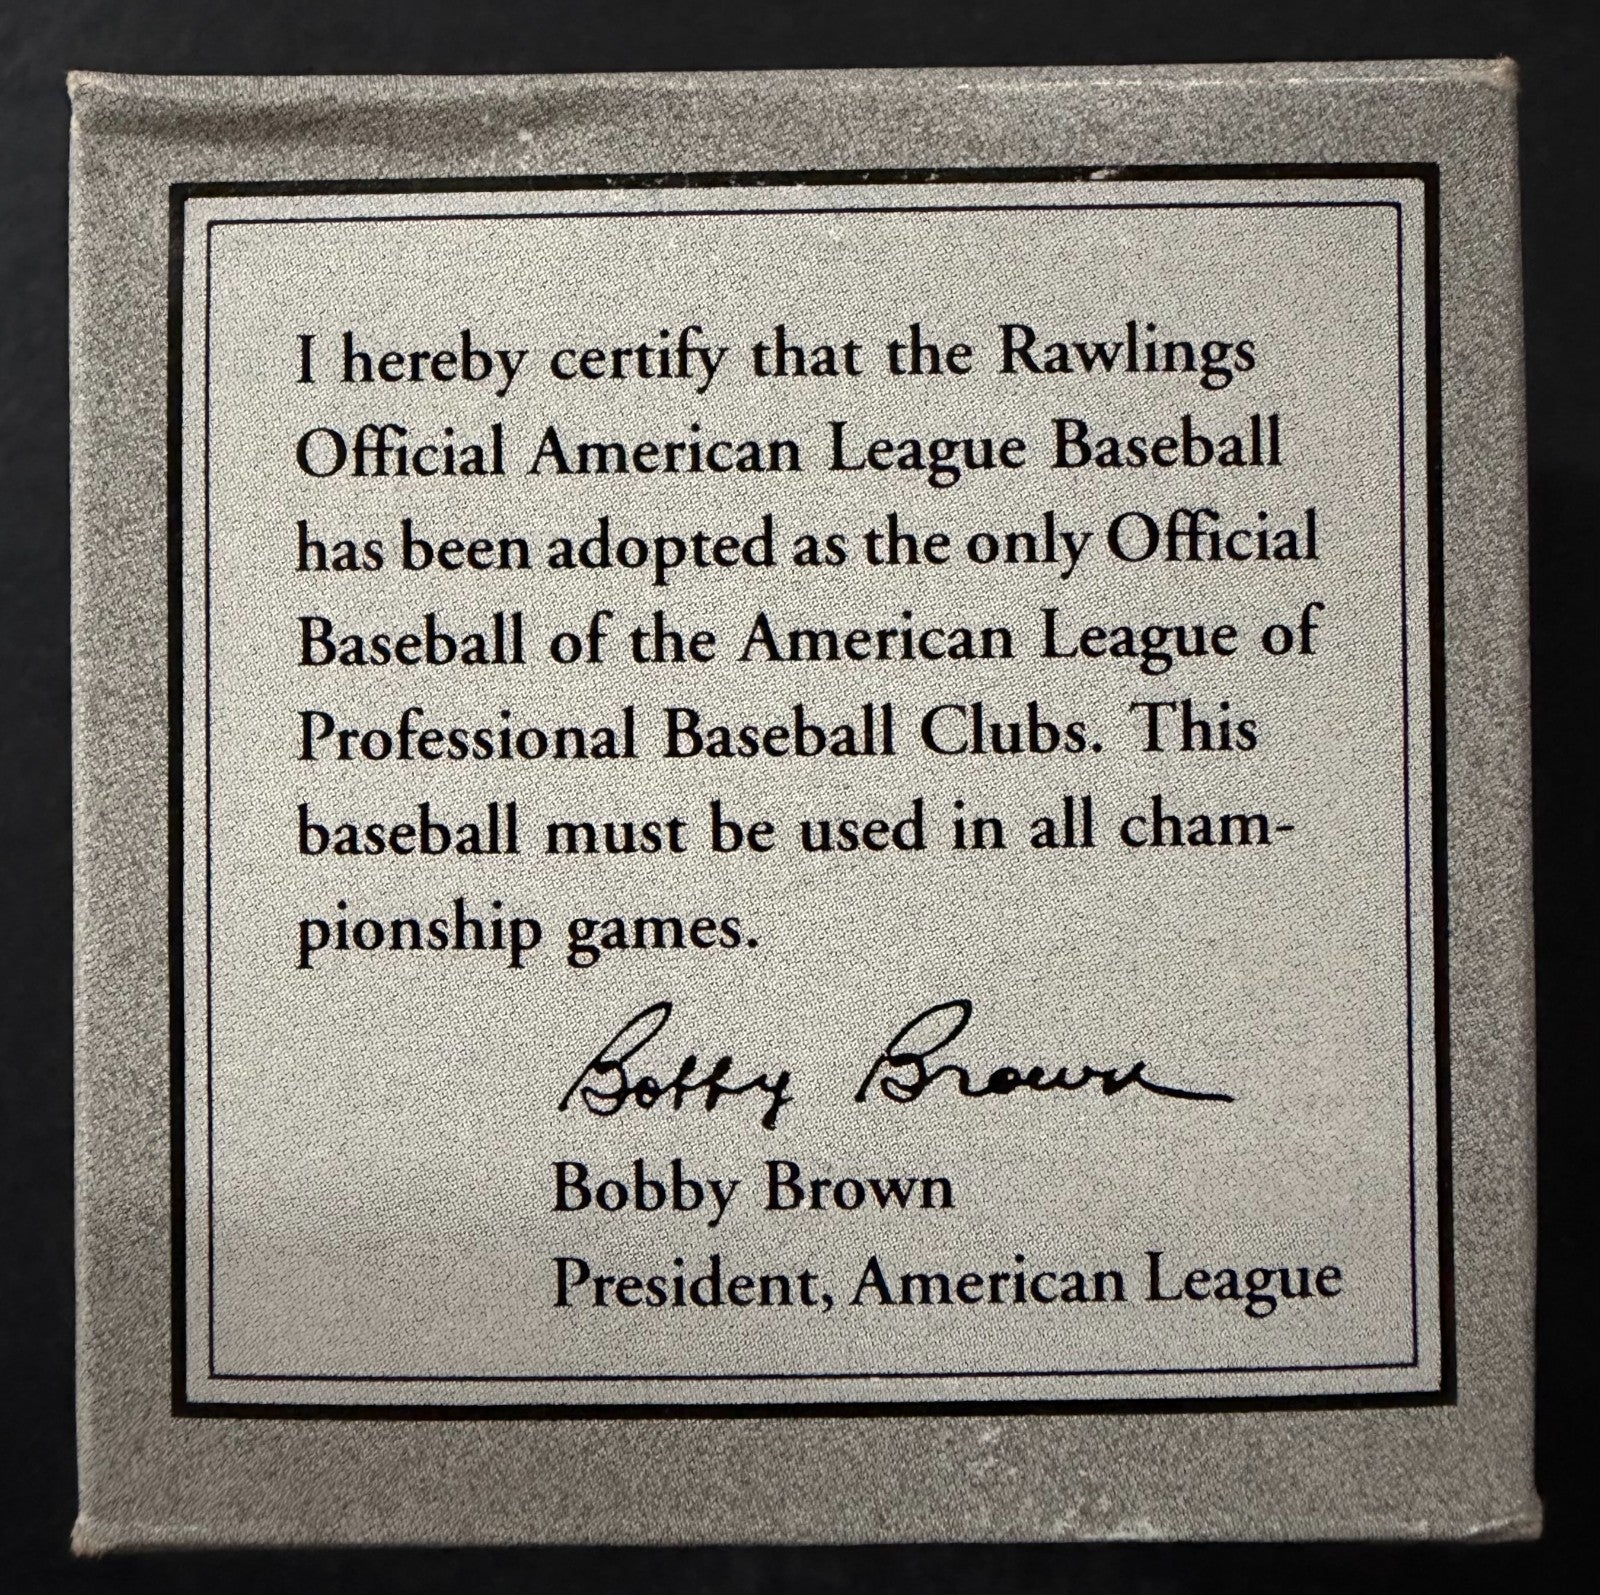 I hereby certify that the Rawlings
Official American League Baseball
has been adopted as the only Official
Baseball of the American League of
Professional Baseball Clubs. This
baseball must be used in all cham-
pionship games.
Bobby Brown
Bobby Brown
President, American League